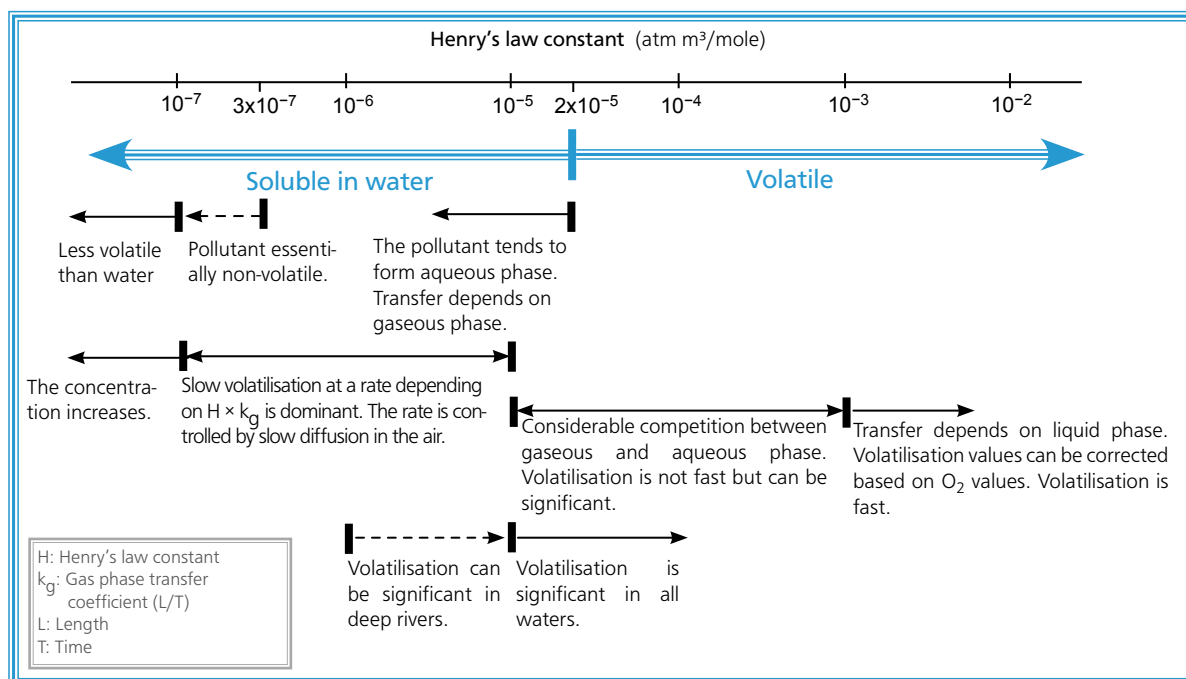 Henry’s law constant (atm m³/mole)
10⁻⁷ 3x10⁻⁷ 10⁻⁶ 10⁻⁵ 2x10⁻⁵ 10⁻⁴ 10⁻³ 10⁻²
Soluble in water
Volatile
Less volatile
than water
Pollutant essenti-
ally non-volatile.
The pollutant tends to
form aqueous phase.
Transfer depends on
gaseous phase.
The concentra-
tion increases.
Slow volatilisation at a rate depending
on H × kg is dominant. The rate is con-
trolled by slow diffusion in the air.
Considerable competition between
gaseous and aqueous phase.
Volatilisation is not fast but can be
significant.
Transfer depends on liquid phase.
Volatilisation values can be corrected
based on O₂ values. Volatilisation is
fast.
Volatilisation can
be significant in
deep rivers.
Volatilisation is
significant in all
waters.
H: Henry’s law constant
kg: Gas phase transfer
coefficient (L/T)
L: Length
T: Time